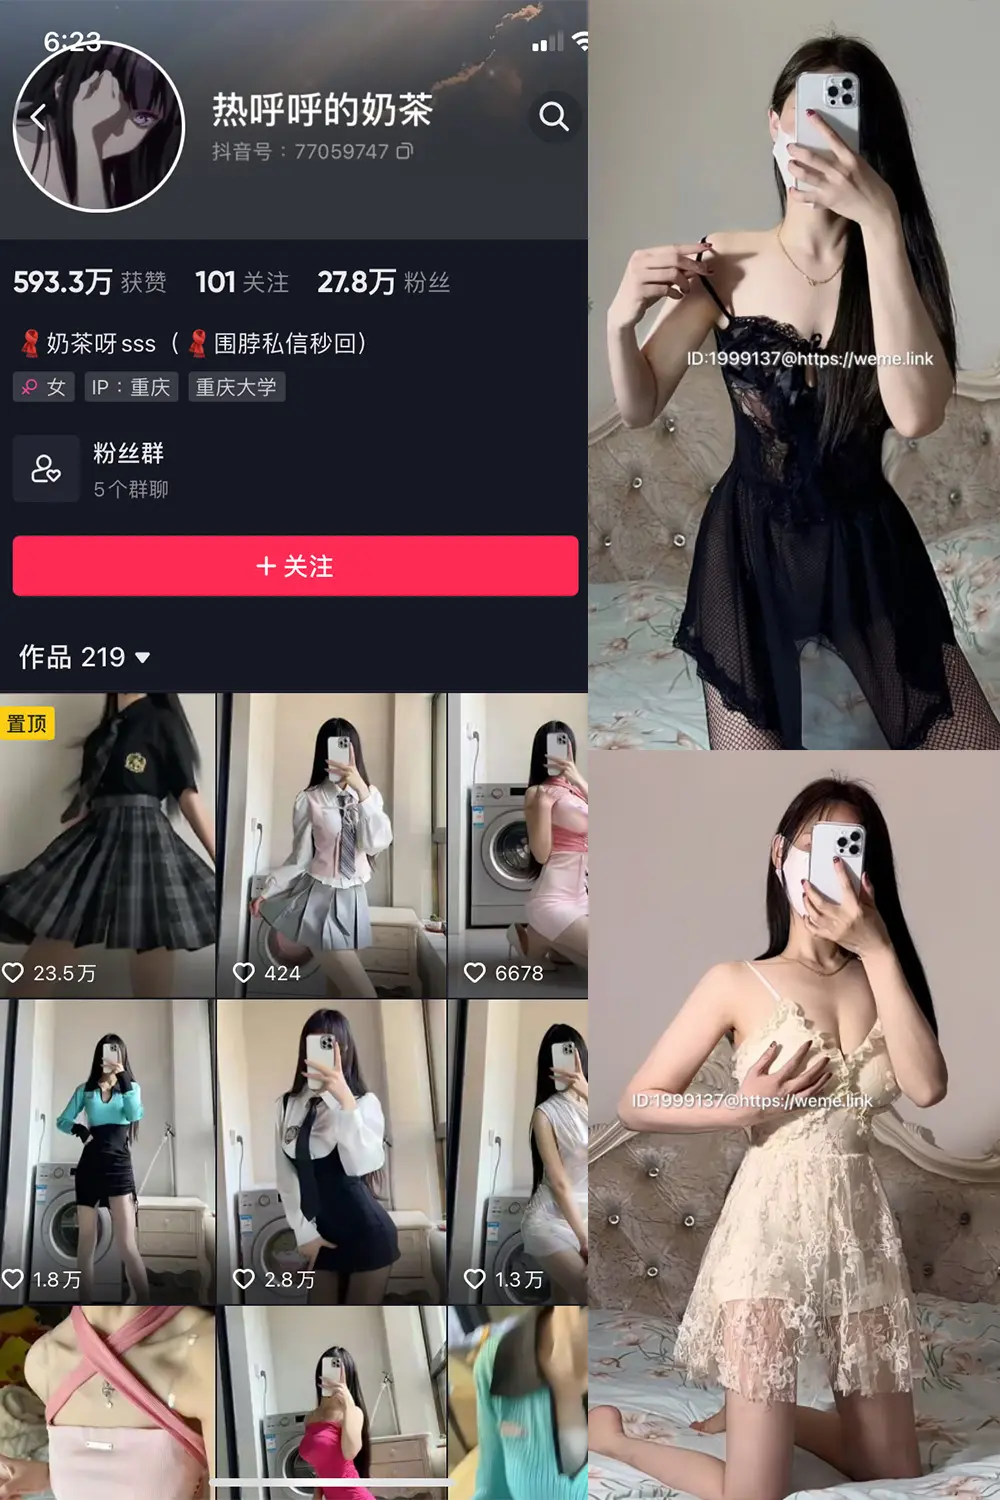 6:23
热呼呼的奶茶
抖音号：77059747
593.3万 获赞 101 关注 27.8万 粉丝
🧣奶茶呀sss（🧣围脖私信秒回）
女 IP：重庆 重庆大学
粉丝群
5个群聊
+ 关注
作品 219
置顶
23.5万
424
6678
1.8万
2.8万
1.3万
ID:1999137@https://weme.link
ID:1999137@https://weme.link